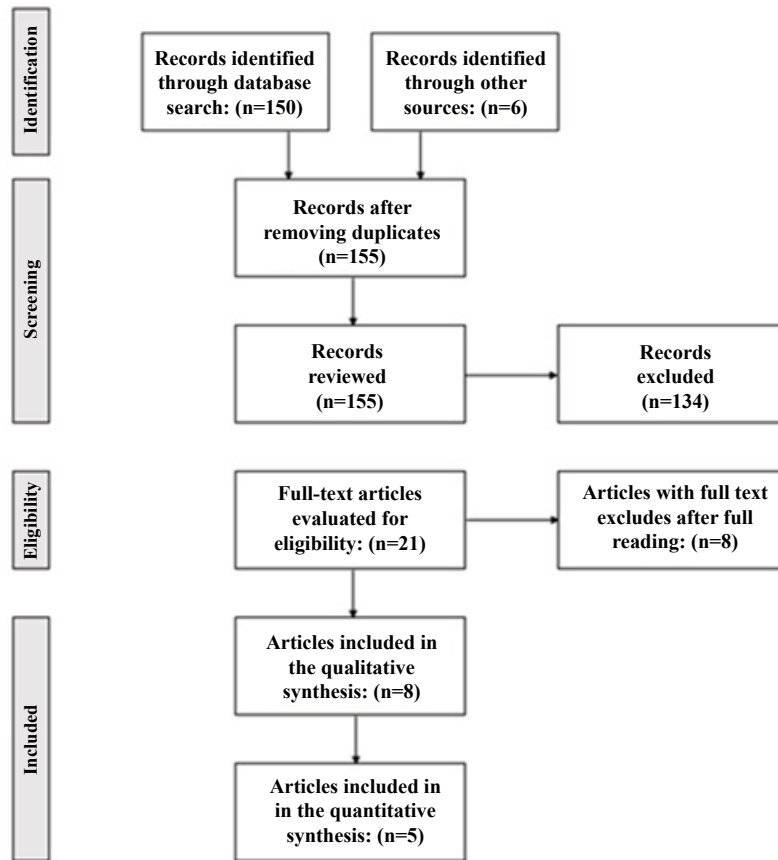 Identification
Records identified
through database
search: (n=150)
Records identified
through other
sources: (n=6)
Screening
Records after
removing duplicates
(n=155)
Records
reviewed
(n=155)
Records
excluded
(n=134)
Eligibility
Full-text articles
evaluated for
eligibility: (n=21)
Articles with full text
excludes after full
reading: (n=8)
Included
Articles included in
the qualitative
synthesis: (n=8)
Articles included in
in the quantitative
synthesis: (n=5)